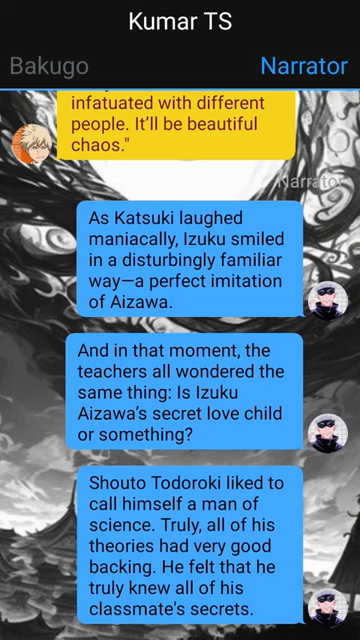 Kumar TS
Bakugo
Narrator
infatuated with different
people. It’ll be beautiful
chaos."
Narrator
As Katsuki laughed
maniacally, Izuku smiled
in a disturbingly familiar
way—a perfect imitation
of Aizawa.
And in that moment, the
teachers all wondered the
same thing: Is Izuku
Aizawa’s secret love child
or something?
Shouto Todoroki liked to
call himself a man of
science. Truly, all of his
theories had very good
backing. He felt that he
truly knew all of his
classmate's secrets.